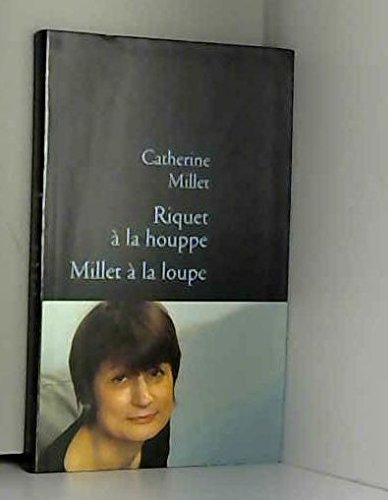 Catherine
Millet
Riquet
à la houppe
Millet à la loupe